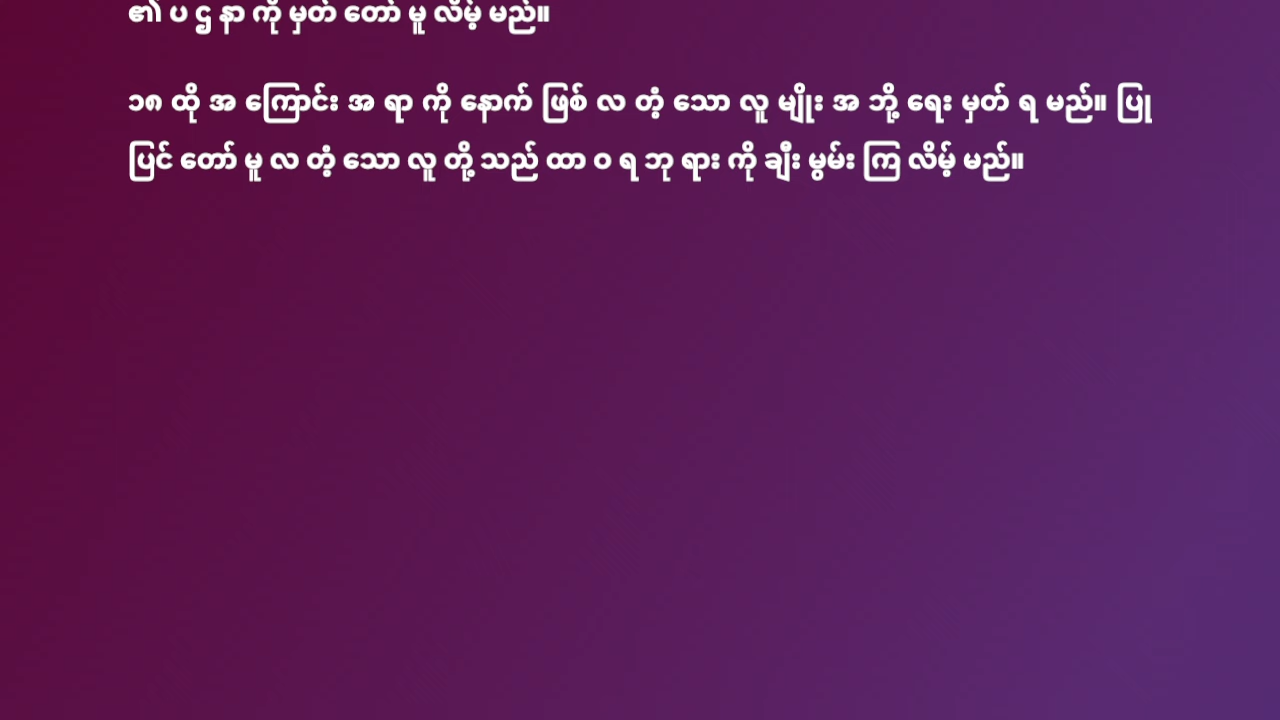 ၏ ပ ဌ နာ ကို မှတ် တော် မူ လိမ့် မည်။
၁၈ ထို အ ကြောင်း အ ရာ ကို နောက် ဖြစ် လ တံ့ သော လူ မျိုး အ ဘို့ ရေး မှတ် ရ မည်။ ပြု
ပြင် တော် မူ လ တံ့ သော လူ တို့ သည် ထာ ဝ ရ ဘု ရား ကို ချီး မွမ်း ကြ လိမ့် မည်။